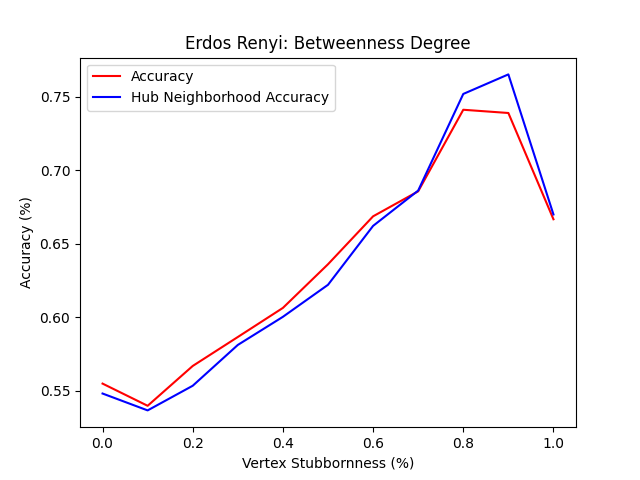 Erdos Renyi: Betweenness Degree
Accuracy
Hub Neighborhood Accuracy
Accuracy (%)
0.75
0.70
0.65
0.60
0.55
0.0 0.2 0.4 0.6 0.8 1.0
Vertex Stubbornness (%)